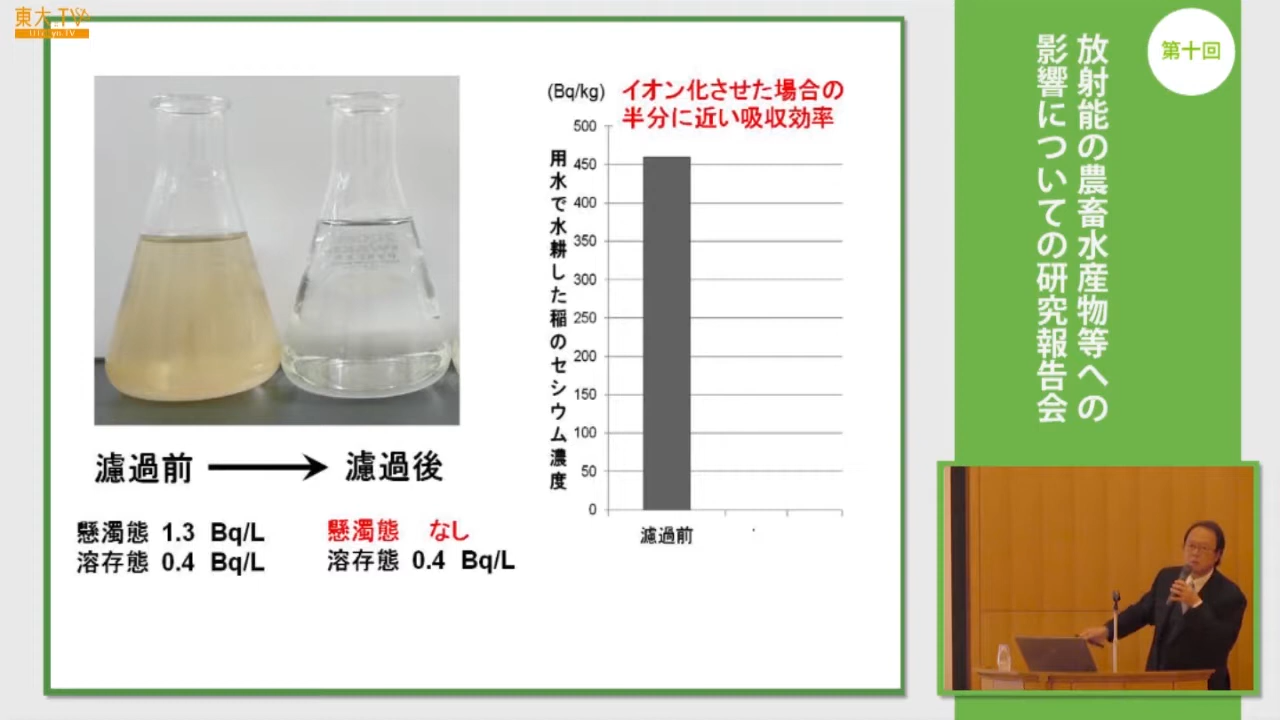 東大TV
UTokyo.TV
(Bq/kg)
イオン化させた場合の
半分に近い吸収効率
用水で水耕した稲のセシウム濃度
500
450
400
350
300
250
200
150
100
50
0
濾過前
濾過前
濾過後
懸濁態 1.3 Bq/L
溶存態 0.4 Bq/L
懸濁態 なし
溶存態 0.4 Bq/L
第十回
放射能の農畜水産物等への
影響についての研究報告会